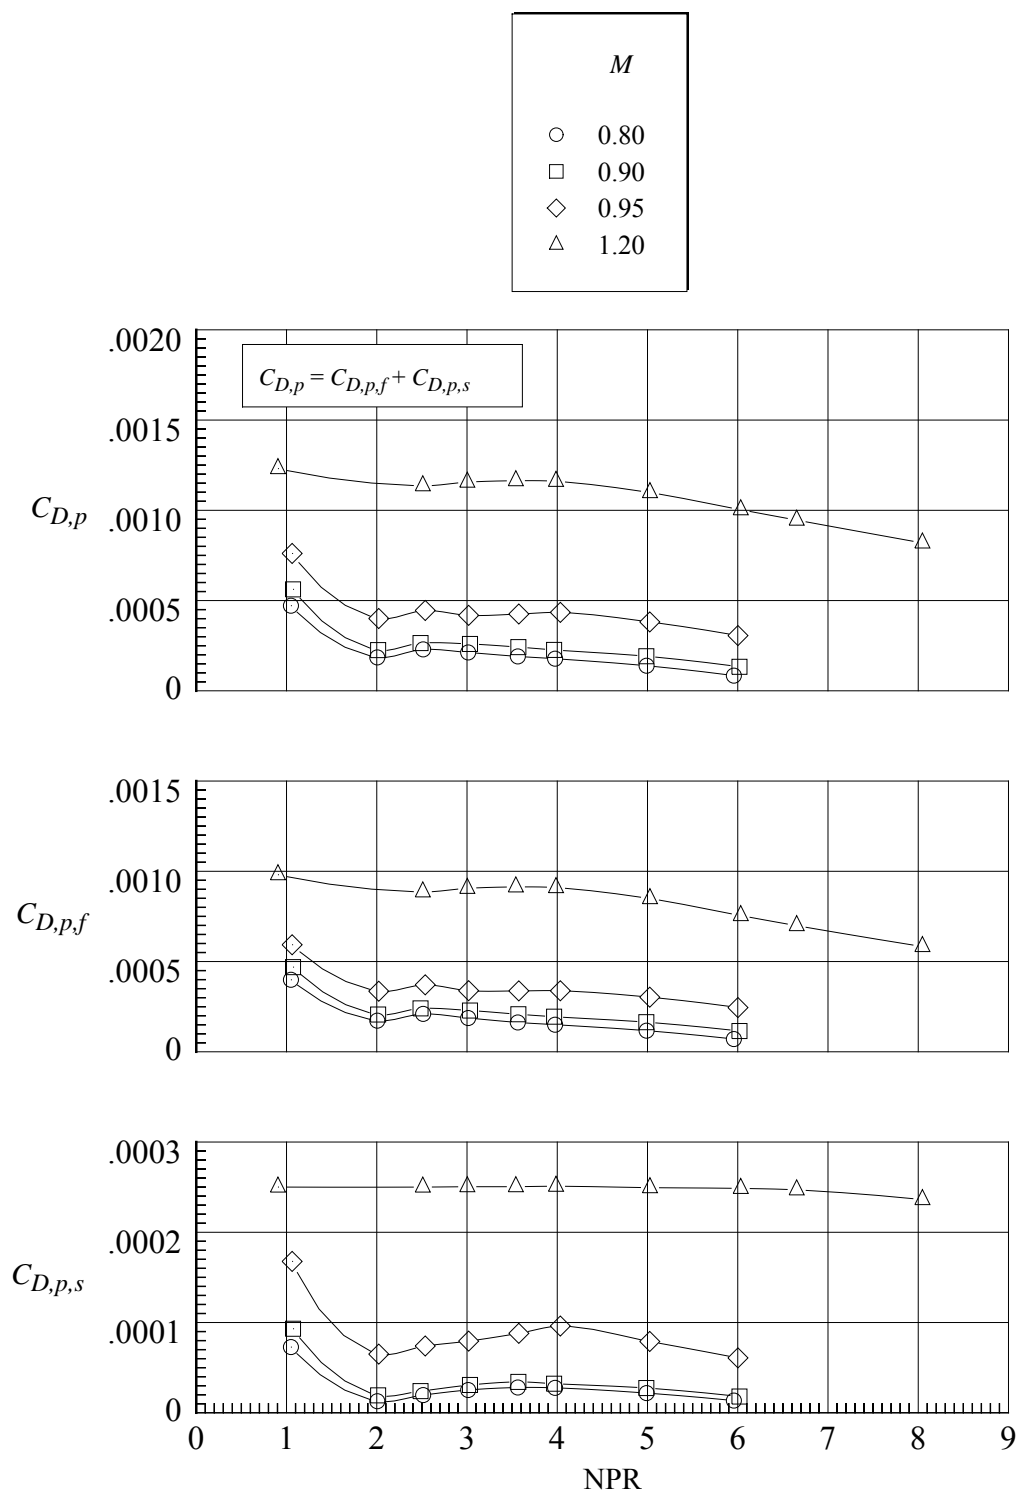 M
0.80
0.90
0.95
1.20
.0020
.0015
.0010
.0005
0
C_{D,p}
C_{D,p} = C_{D,p,f} + C_{D,p,s}
.0015
.0010
.0005
0
C_{D,p,f}
.0003
.0002
.0001
0
C_{D,p,s}
0 1 2 3 4 5 6 7 8 9
NPR